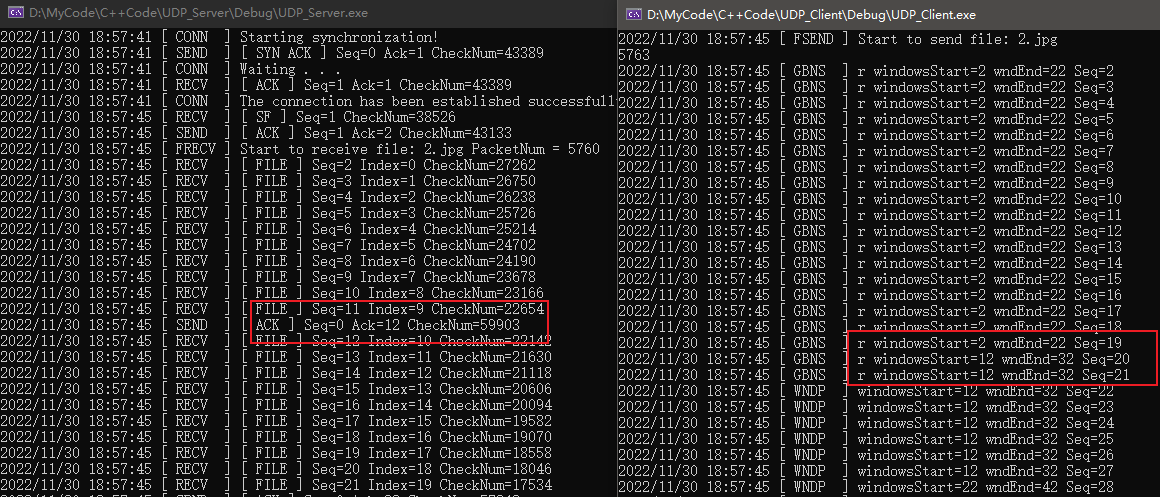 D:\MyCode\C++Code\UDP_Server\Debug\UDP_Server.exe
2022/11/30 18:57:41 [ CONN ] Starting synchronization!
2022/11/30 18:57:41 [ SEND ] [ SYN ACK ] Seq=0 Ack=1 CheckNum=43389
2022/11/30 18:57:41 [ CONN ] Waiting . . .
2022/11/30 18:57:41 [ RECV ] [ ACK ] Seq=1 Ack=1 CheckNum=43389
2022/11/30 18:57:41 [ CONN ] The connection has been established successfull
2022/11/30 18:57:45 [ RECV ] [ SF ] Seq=1 CheckNum=38526
2022/11/30 18:57:45 [ SEND ] [ ACK ] Seq=1 Ack=2 CheckNum=43133
2022/11/30 18:57:45 [ FRECV ] Start to receive file: 2.jpg PacketNum = 5760
2022/11/30 18:57:45 [ RECV ] [ FILE ] Seq=2 Index=0 CheckNum=27262
2022/11/30 18:57:45 [ RECV ] [ FILE ] Seq=3 Index=1 CheckNum=26750
2022/11/30 18:57:45 [ RECV ] [ FILE ] Seq=4 Index=2 CheckNum=26238
2022/11/30 18:57:45 [ RECV ] [ FILE ] Seq=5 Index=3 CheckNum=25726
2022/11/30 18:57:45 [ RECV ] [ FILE ] Seq=6 Index=4 CheckNum=25214
2022/11/30 18:57:45 [ RECV ] [ FILE ] Seq=7 Index=5 CheckNum=24702
2022/11/30 18:57:45 [ RECV ] [ FILE ] Seq=8 Index=6 CheckNum=24190
2022/11/30 18:57:45 [ RECV ] [ FILE ] Seq=9 Index=7 CheckNum=23678
2022/11/30 18:57:45 [ RECV ] [ FILE ] Seq=10 Index=8 CheckNum=23166
2022/11/30 18:57:45 [ RECV ] [ FILE ] Seq=11 Index=9 CheckNum=22654
2022/11/30 18:57:45 [ SEND ] [ ACK ] Seq=0 Ack=12 CheckNum=59903
2022/11/30 18:57:45 [ RECV ] [ FILE ] Seq=12 Index=10 CheckNum=22142
2022/11/30 18:57:45 [ RECV ] [ FILE ] Seq=13 Index=11 CheckNum=21630
2022/11/30 18:57:45 [ RECV ] [ FILE ] Seq=14 Index=12 CheckNum=21118
2022/11/30 18:57:45 [ RECV ] [ FILE ] Seq=15 Index=13 CheckNum=20606
2022/11/30 18:57:45 [ RECV ] [ FILE ] Seq=16 Index=14 CheckNum=20094
2022/11/30 18:57:45 [ RECV ] [ FILE ] Seq=17 Index=15 CheckNum=19582
2022/11/30 18:57:45 [ RECV ] [ FILE ] Seq=18 Index=16 CheckNum=19070
2022/11/30 18:57:45 [ RECV ] [ FILE ] Seq=19 Index=17 CheckNum=18558
2022/11/30 18:57:45 [ RECV ] [ FILE ] Seq=20 Index=18 CheckNum=18046
2022/11/30 18:57:45 [ RECV ] [ FILE ] Seq=21 Index=19 CheckNum=17534
D:\MyCode\C++Code\UDP_Client\Debug\UDP_Client.exe
2022/11/30 18:57:45 [ FSEND ] Start to send file: 2.jpg
5763
2022/11/30 18:57:45 [ GBNS ] r windowsStart=2 wndEnd=22 Seq=2
2022/11/30 18:57:45 [ GBNS ] r windowsStart=2 wndEnd=22 Seq=3
2022/11/30 18:57:45 [ GBNS ] r windowsStart=2 wndEnd=22 Seq=4
2022/11/30 18:57:45 [ GBNS ] r windowsStart=2 wndEnd=22 Seq=5
2022/11/30 18:57:45 [ GBNS ] r windowsStart=2 wndEnd=22 Seq=6
2022/11/30 18:57:45 [ GBNS ] r windowsStart=2 wndEnd=22 Seq=7
2022/11/30 18:57:45 [ GBNS ] r windowsStart=2 wndEnd=22 Seq=8
2022/11/30 18:57:45 [ GBNS ] r windowsStart=2 wndEnd=22 Seq=9
2022/11/30 18:57:45 [ GBNS ] r windowsStart=2 wndEnd=22 Seq=10
2022/11/30 18:57:45 [ GBNS ] r windowsStart=2 wndEnd=22 Seq=11
2022/11/30 18:57:45 [ GBNS ] r windowsStart=2 wndEnd=22 Seq=12
2022/11/30 18:57:45 [ GBNS ] r windowsStart=2 wndEnd=22 Seq=13
2022/11/30 18:57:45 [ GBNS ] r windowsStart=2 wndEnd=22 Seq=14
2022/11/30 18:57:45 [ GBNS ] r windowsStart=2 wndEnd=22 Seq=15
2022/11/30 18:57:45 [ GBNS ] r windowsStart=2 wndEnd=22 Seq=16
2022/11/30 18:57:45 [ GBNS ] r windowsStart=2 wndEnd=22 Seq=17
2022/11/30 18:57:45 [ GBNS ] r windowsStart=2 wndEnd=22 Seq=18
2022/11/30 18:57:45 [ GBNS ] r windowsStart=2 wndEnd=22 Seq=19
2022/11/30 18:57:45 [ GBNS ] r windowsStart=12 wndEnd=32 Seq=20
2022/11/30 18:57:45 [ GBNS ] r windowsStart=12 wndEnd=32 Seq=21
2022/11/30 18:57:45 [ WNDP ] windowsStart=12 wndEnd=32 Seq=22
2022/11/30 18:57:45 [ WNDP ] windowsStart=12 wndEnd=32 Seq=23
2022/11/30 18:57:45 [ WNDP ] windowsStart=12 wndEnd=32 Seq=24
2022/11/30 18:57:45 [ WNDP ] windowsStart=12 wndEnd=32 Seq=25
2022/11/30 18:57:45 [ WNDP ] windowsStart=12 wndEnd=32 Seq=26
2022/11/30 18:57:45 [ WNDP ] windowsStart=12 wndEnd=32 Seq=27
2022/11/30 18:57:45 [ WNDP ] windowsStart=22 wndEnd=42 Seq=28